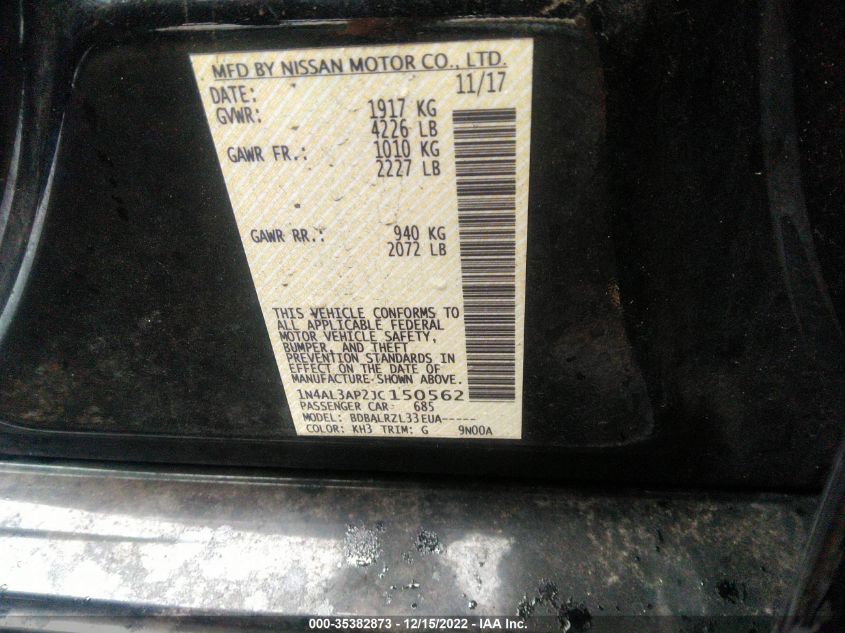 MFD BY NISSAN MOTOR CO., LTD.
DATE: 11/17
GVWR: 1917 KG
4226 LB
GAWR FR.: 1010 KG
2227 LB
GAWR RR.: 940 KG
2072 LB
THIS VEHICLE CONFORMS TO
ALL APPLICABLE FEDERAL
MOTOR VEHICLE SAFETY,
BUMPER, AND THEFT
PREVENTION STANDARDS IN
EFFECT ON THE DATE OF
MANUFACTURE SHOWN ABOVE.
1N4AL3AP2JC150562
PASSENGER CAR 685
MODEL: BDBALRZL33EUA-----
COLOR: KH3 TRIM: G 9N00A
000-35382873 - 12/15/2022 - IAA Inc.